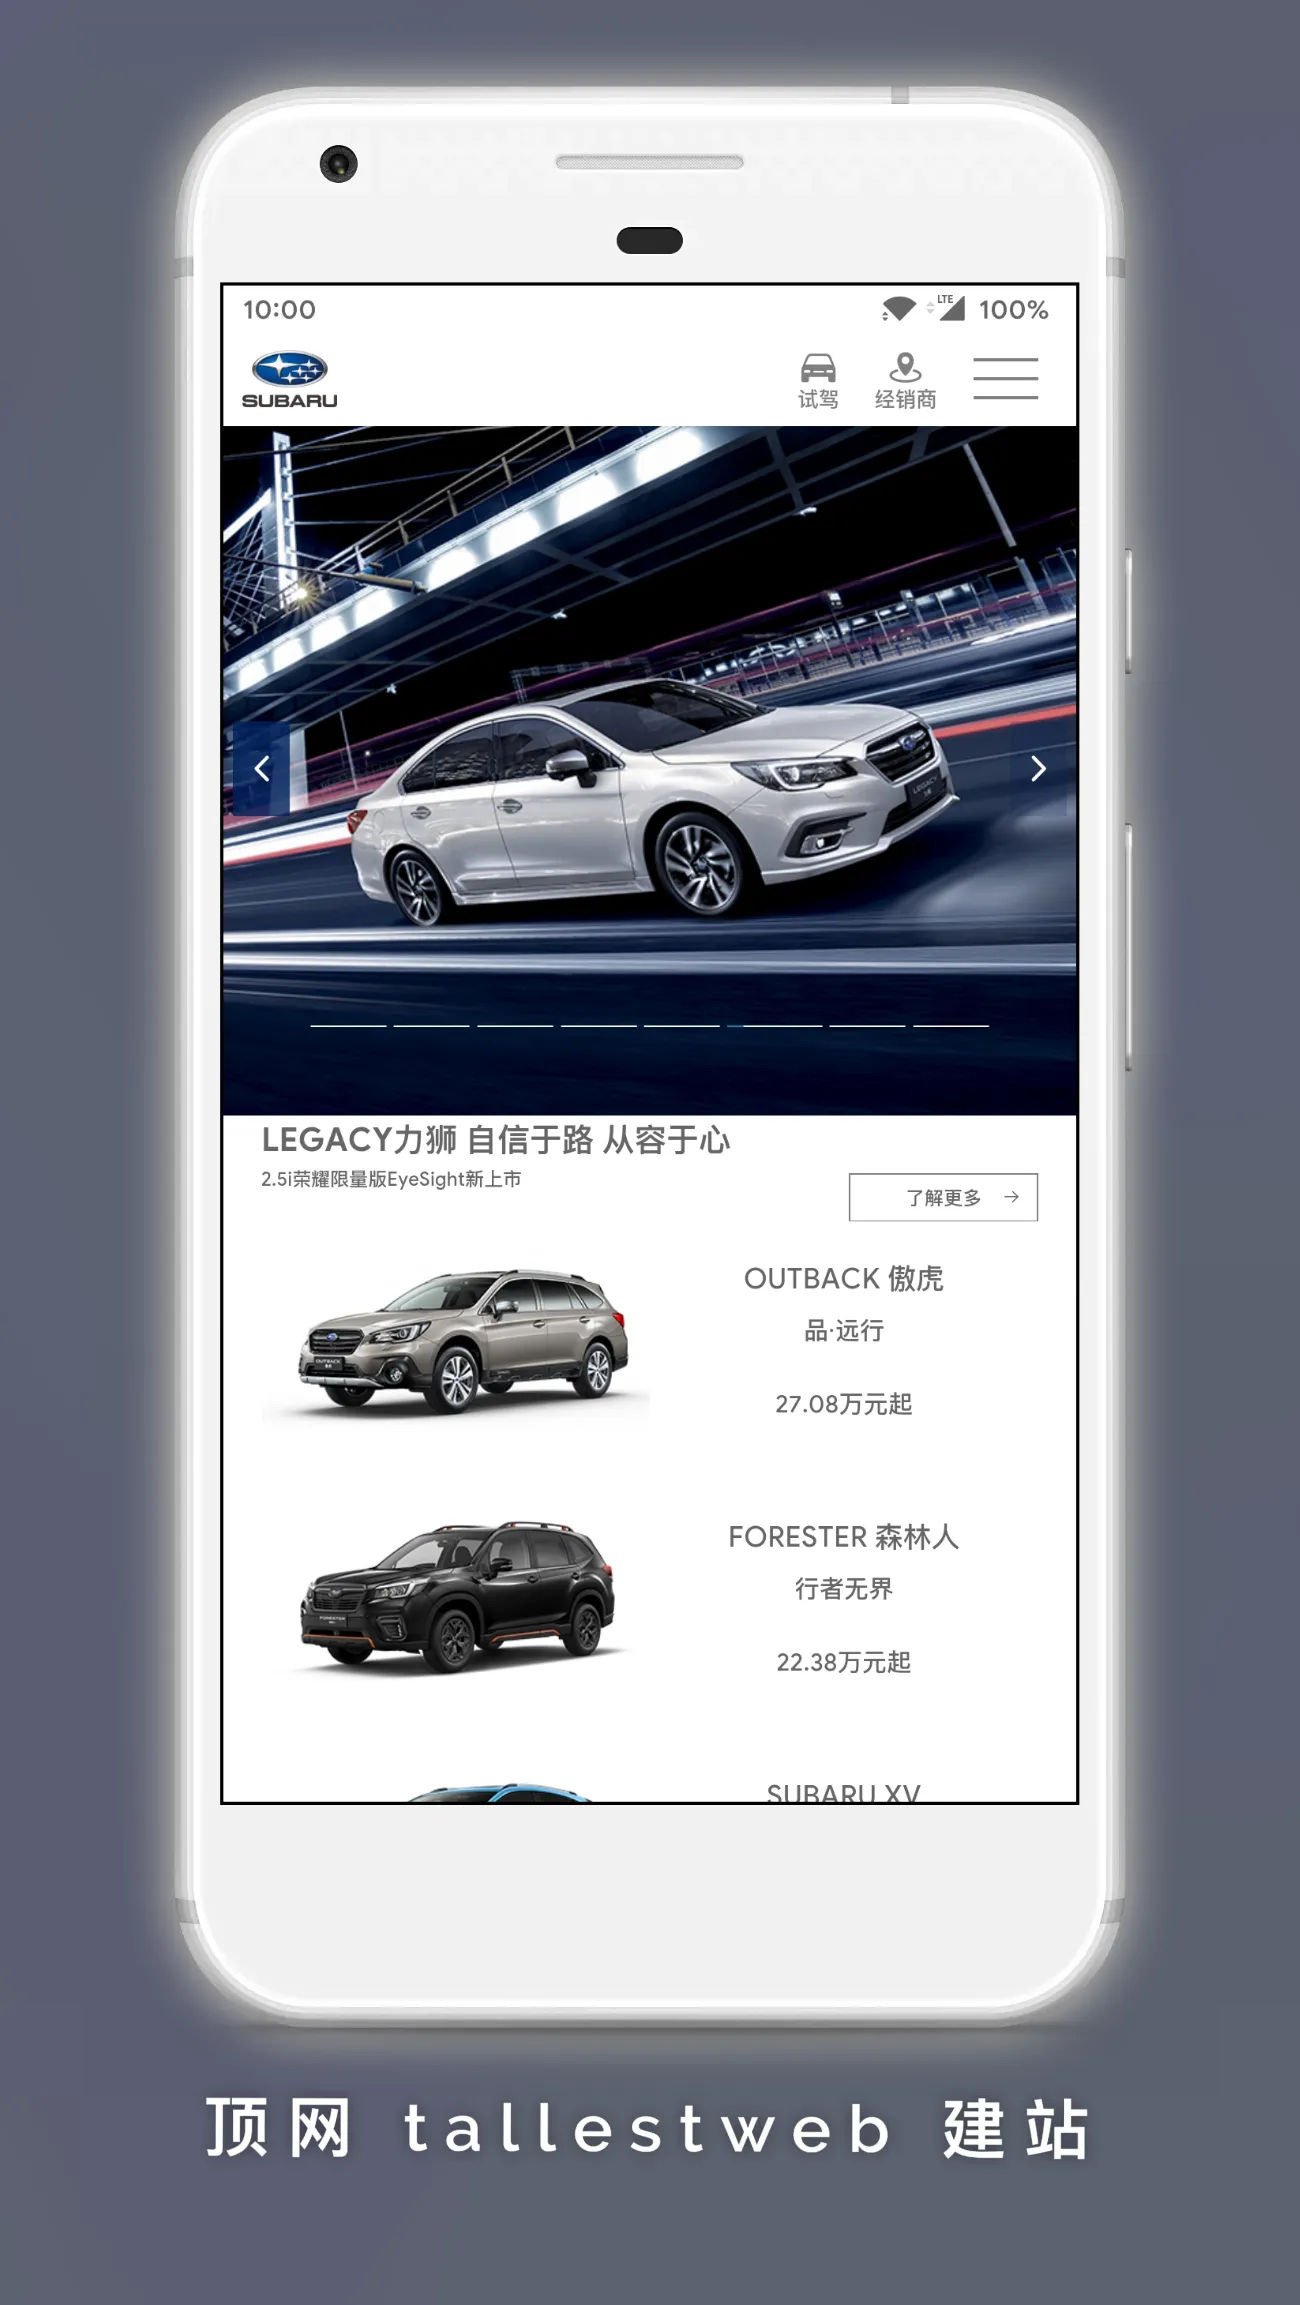 10:00
LTE 100%
SUBARU
试驾
经销商
LEGACY
LEGACY力狮 自信于路 从容于心
2.5i荣耀限量版EyeSight新上市
了解更多 →
OUTBACK 傲虎
品·远行
27.08万元起
OUTBACK
FORESTER 森林人
行者无界
22.38万元起
FORESTER
SUBARU XV
顶网 tallestweb 建站